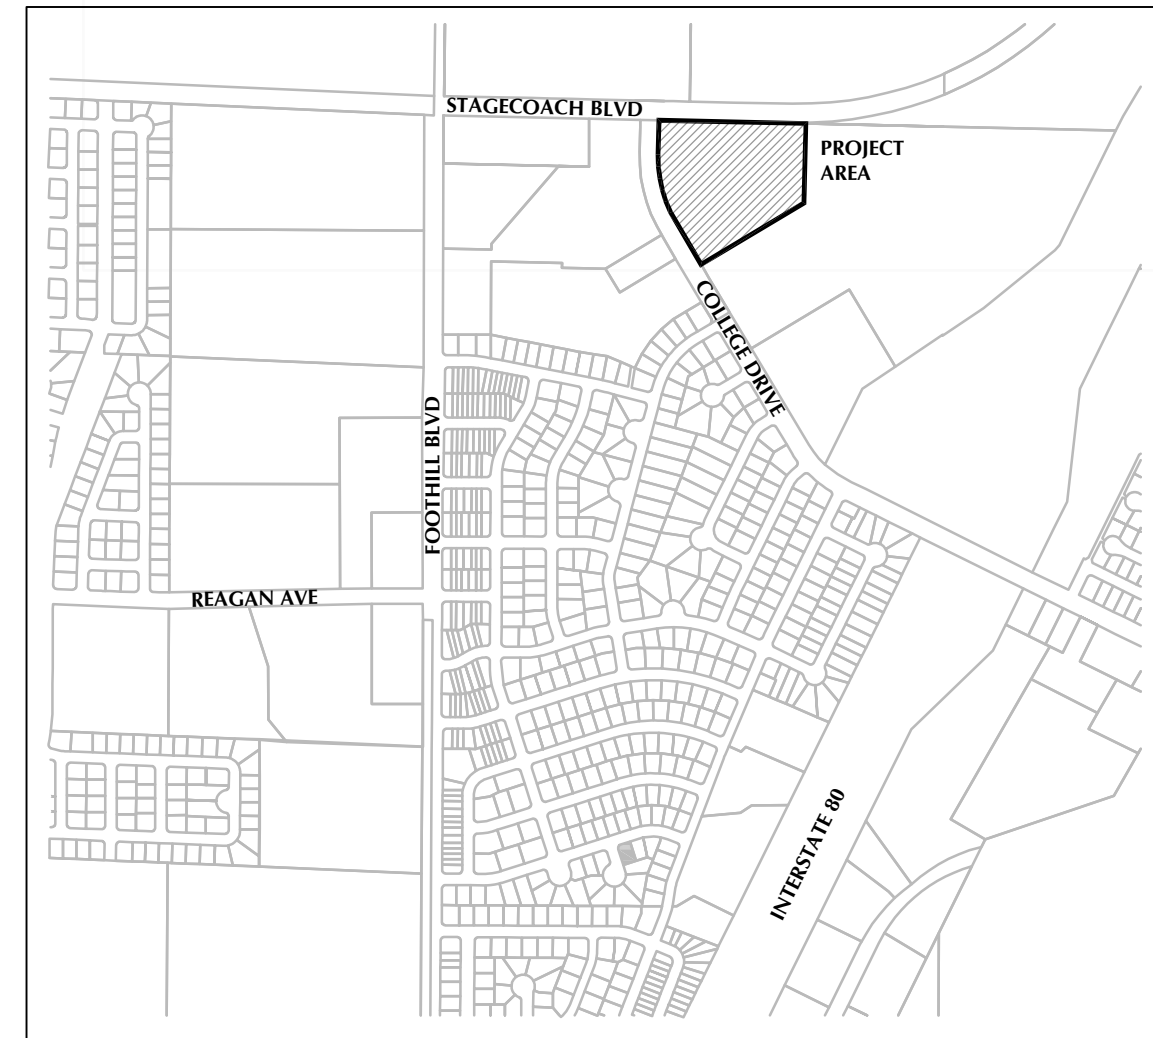 STAGECOACH BLVD
PROJECT
AREA
COLLEGE DRIVE
FOOTHILL BLVD
REAGAN AVE
INTERSTATE 80